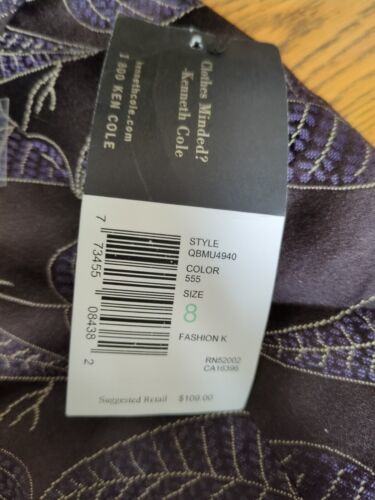 Clothes Minded?
-Kenneth Cole
kennethcole.com
1 800 KEN COLE
STYLE
QBMU4940
COLOR
555
SIZE
8
FASHION K
RN52002
CA16396
7 73455 08438 2
Suggested Retail $109.00